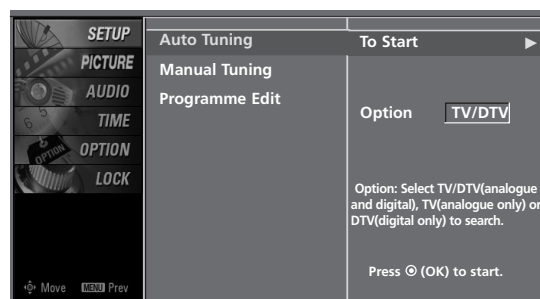 SETUP
PICTURE
AUDIO
TIME
OPTION
LOCK
Move MENU Prev
Auto Tuning
Manual Tuning
Programme Edit
To Start ▶
Option TV/DTV
Option: Select TV/DTV(analogue
and digital), TV(analogue only) or
DTV(digital only) to search.
Press ⊙ (OK) to start.